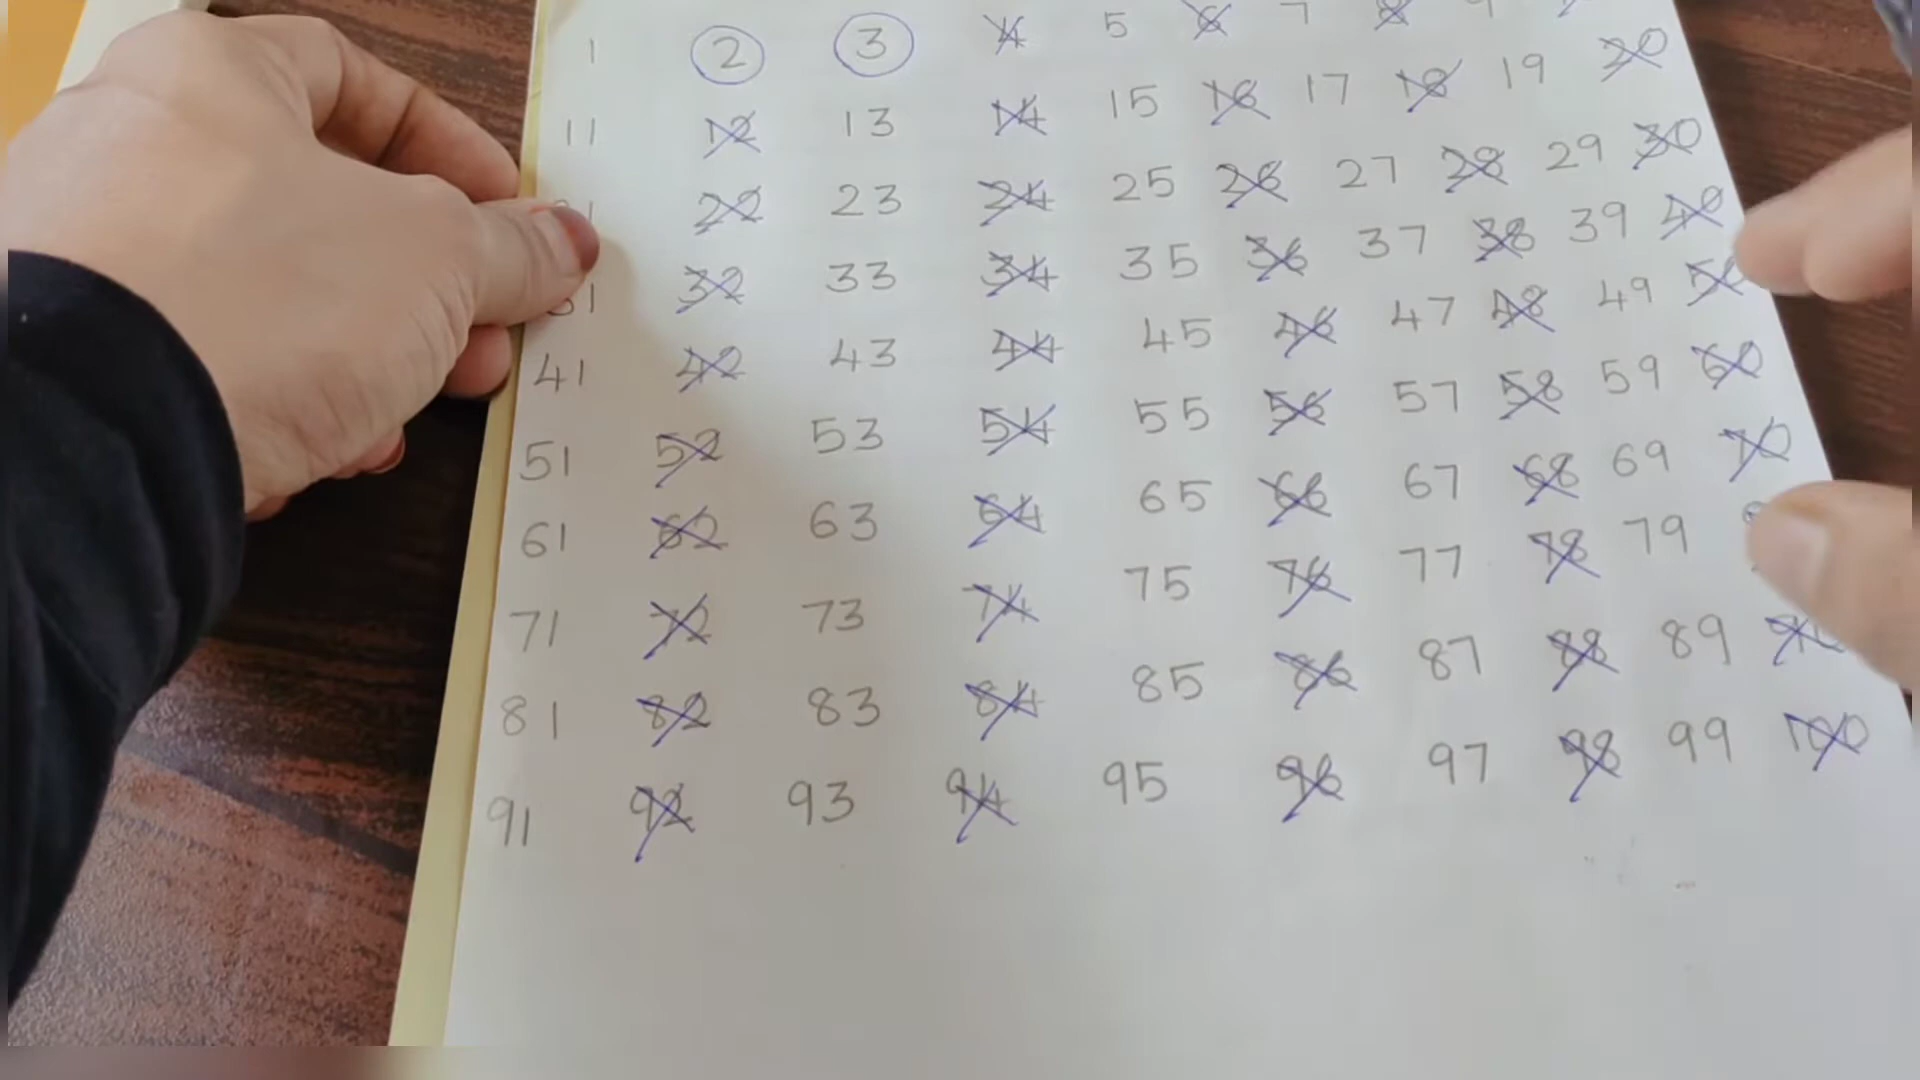 1 2 3 4 5 6 7 8 9
11 12 13 14 15 16 17 18 19 20
22 23 24 25 26 27 28 29 30
32 33 34 35 36 37 38 39 40
41 42 43 44 45 46 47 48 49 50
51 52 53 54 55 56 57 58 59 60
61 62 63 64 65 66 67 68 69 70
71 72 73 74 75 76 77 78 79
81 82 83 84 85 86 87 88 89 90
91 92 93 94 95 96 97 98 99 100